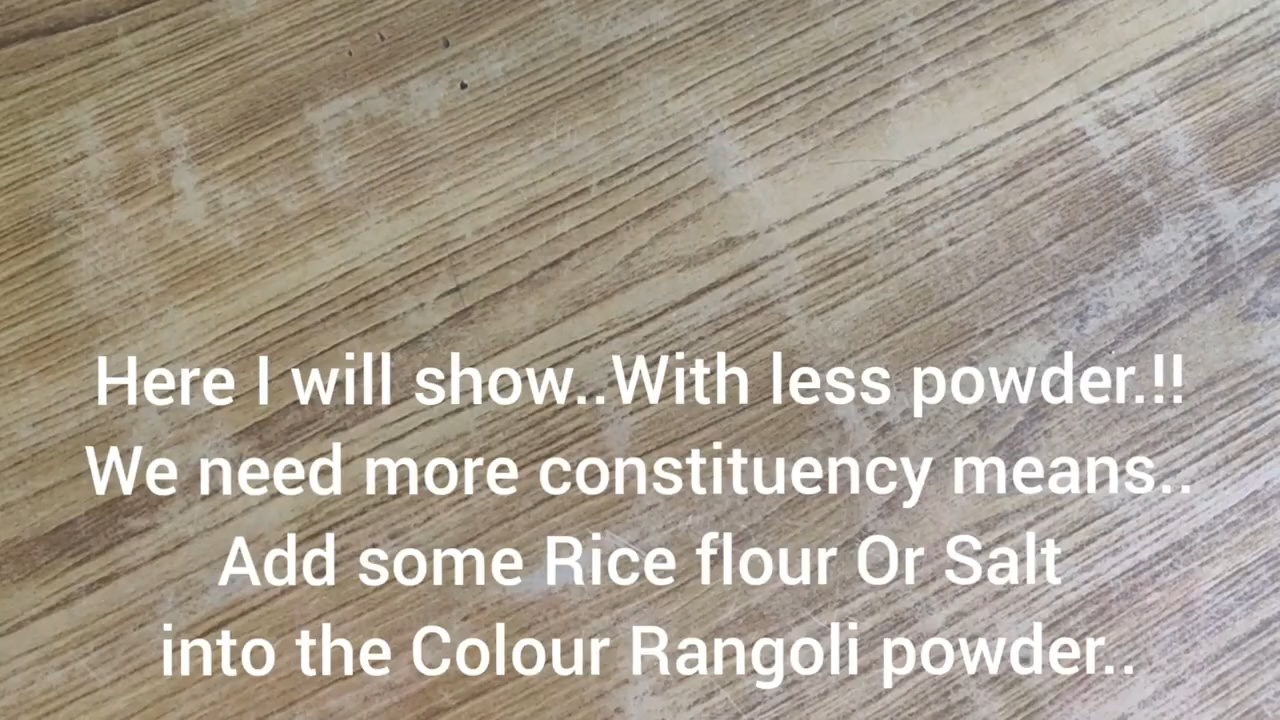 Here I will show..With less powder.!!
We need more constituency means..
Add some Rice flour Or Salt
into the Colour Rangoli powder..